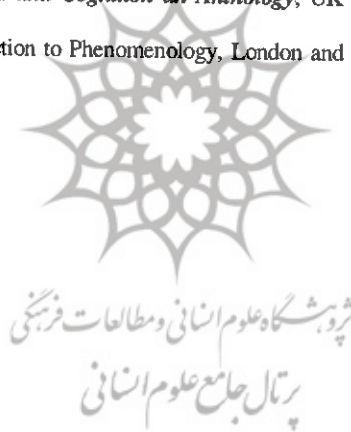 and Cognition an Anthology, UK
tion to Phenomenology, London and
پژوهشگاه علوم انسانی و مطالعات فرهنگی
پرتال جامع علوم انسانی